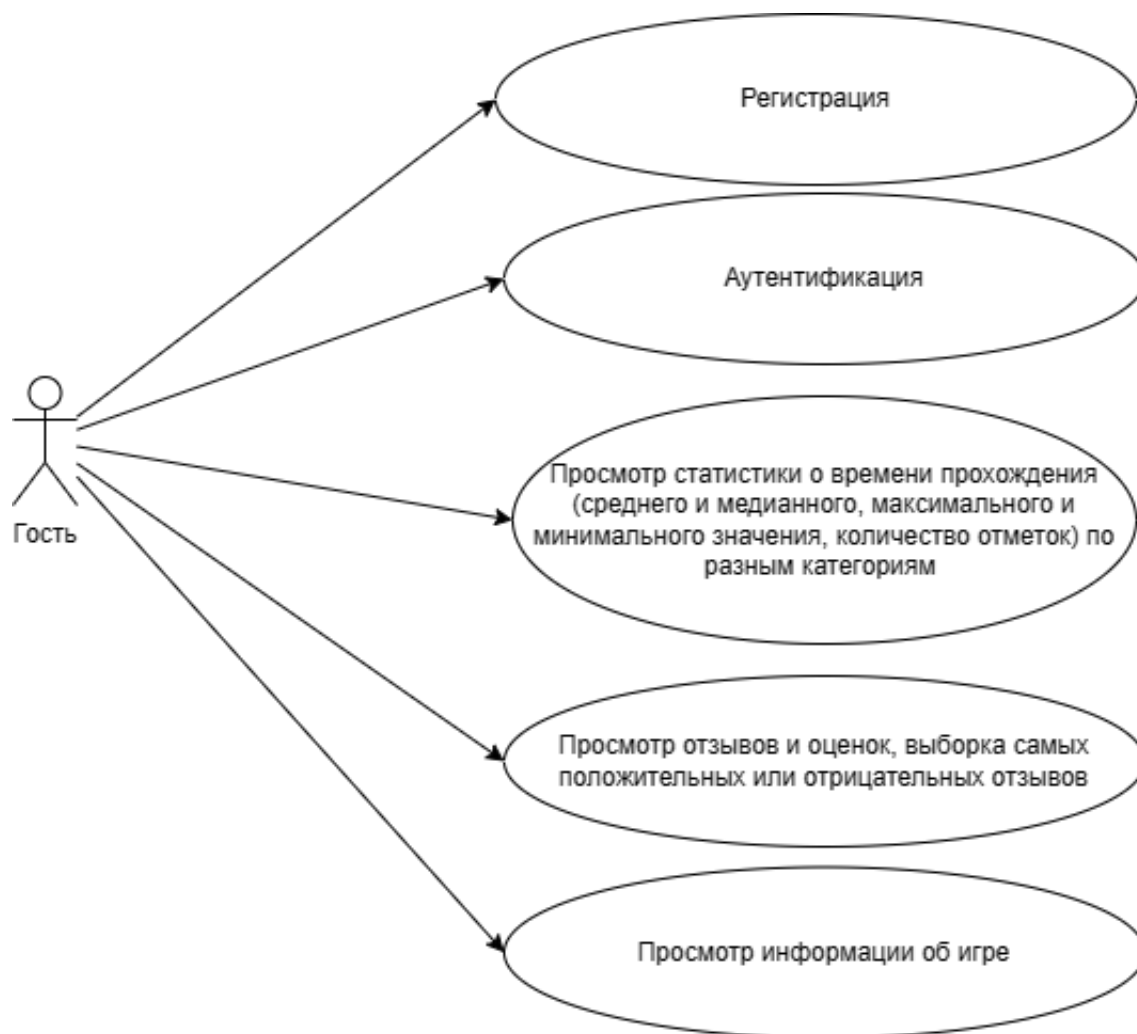 Регистрация
Аутентификация
Просмотр статистики о времени прохождения
(среднего и медианного, максимального и
минимального значения, количество отметок) по
разным категориям
Гость
Просмотр отзывов и оценок, выборка самых
положительных или отрицательных отзывов
Просмотр информации об игре